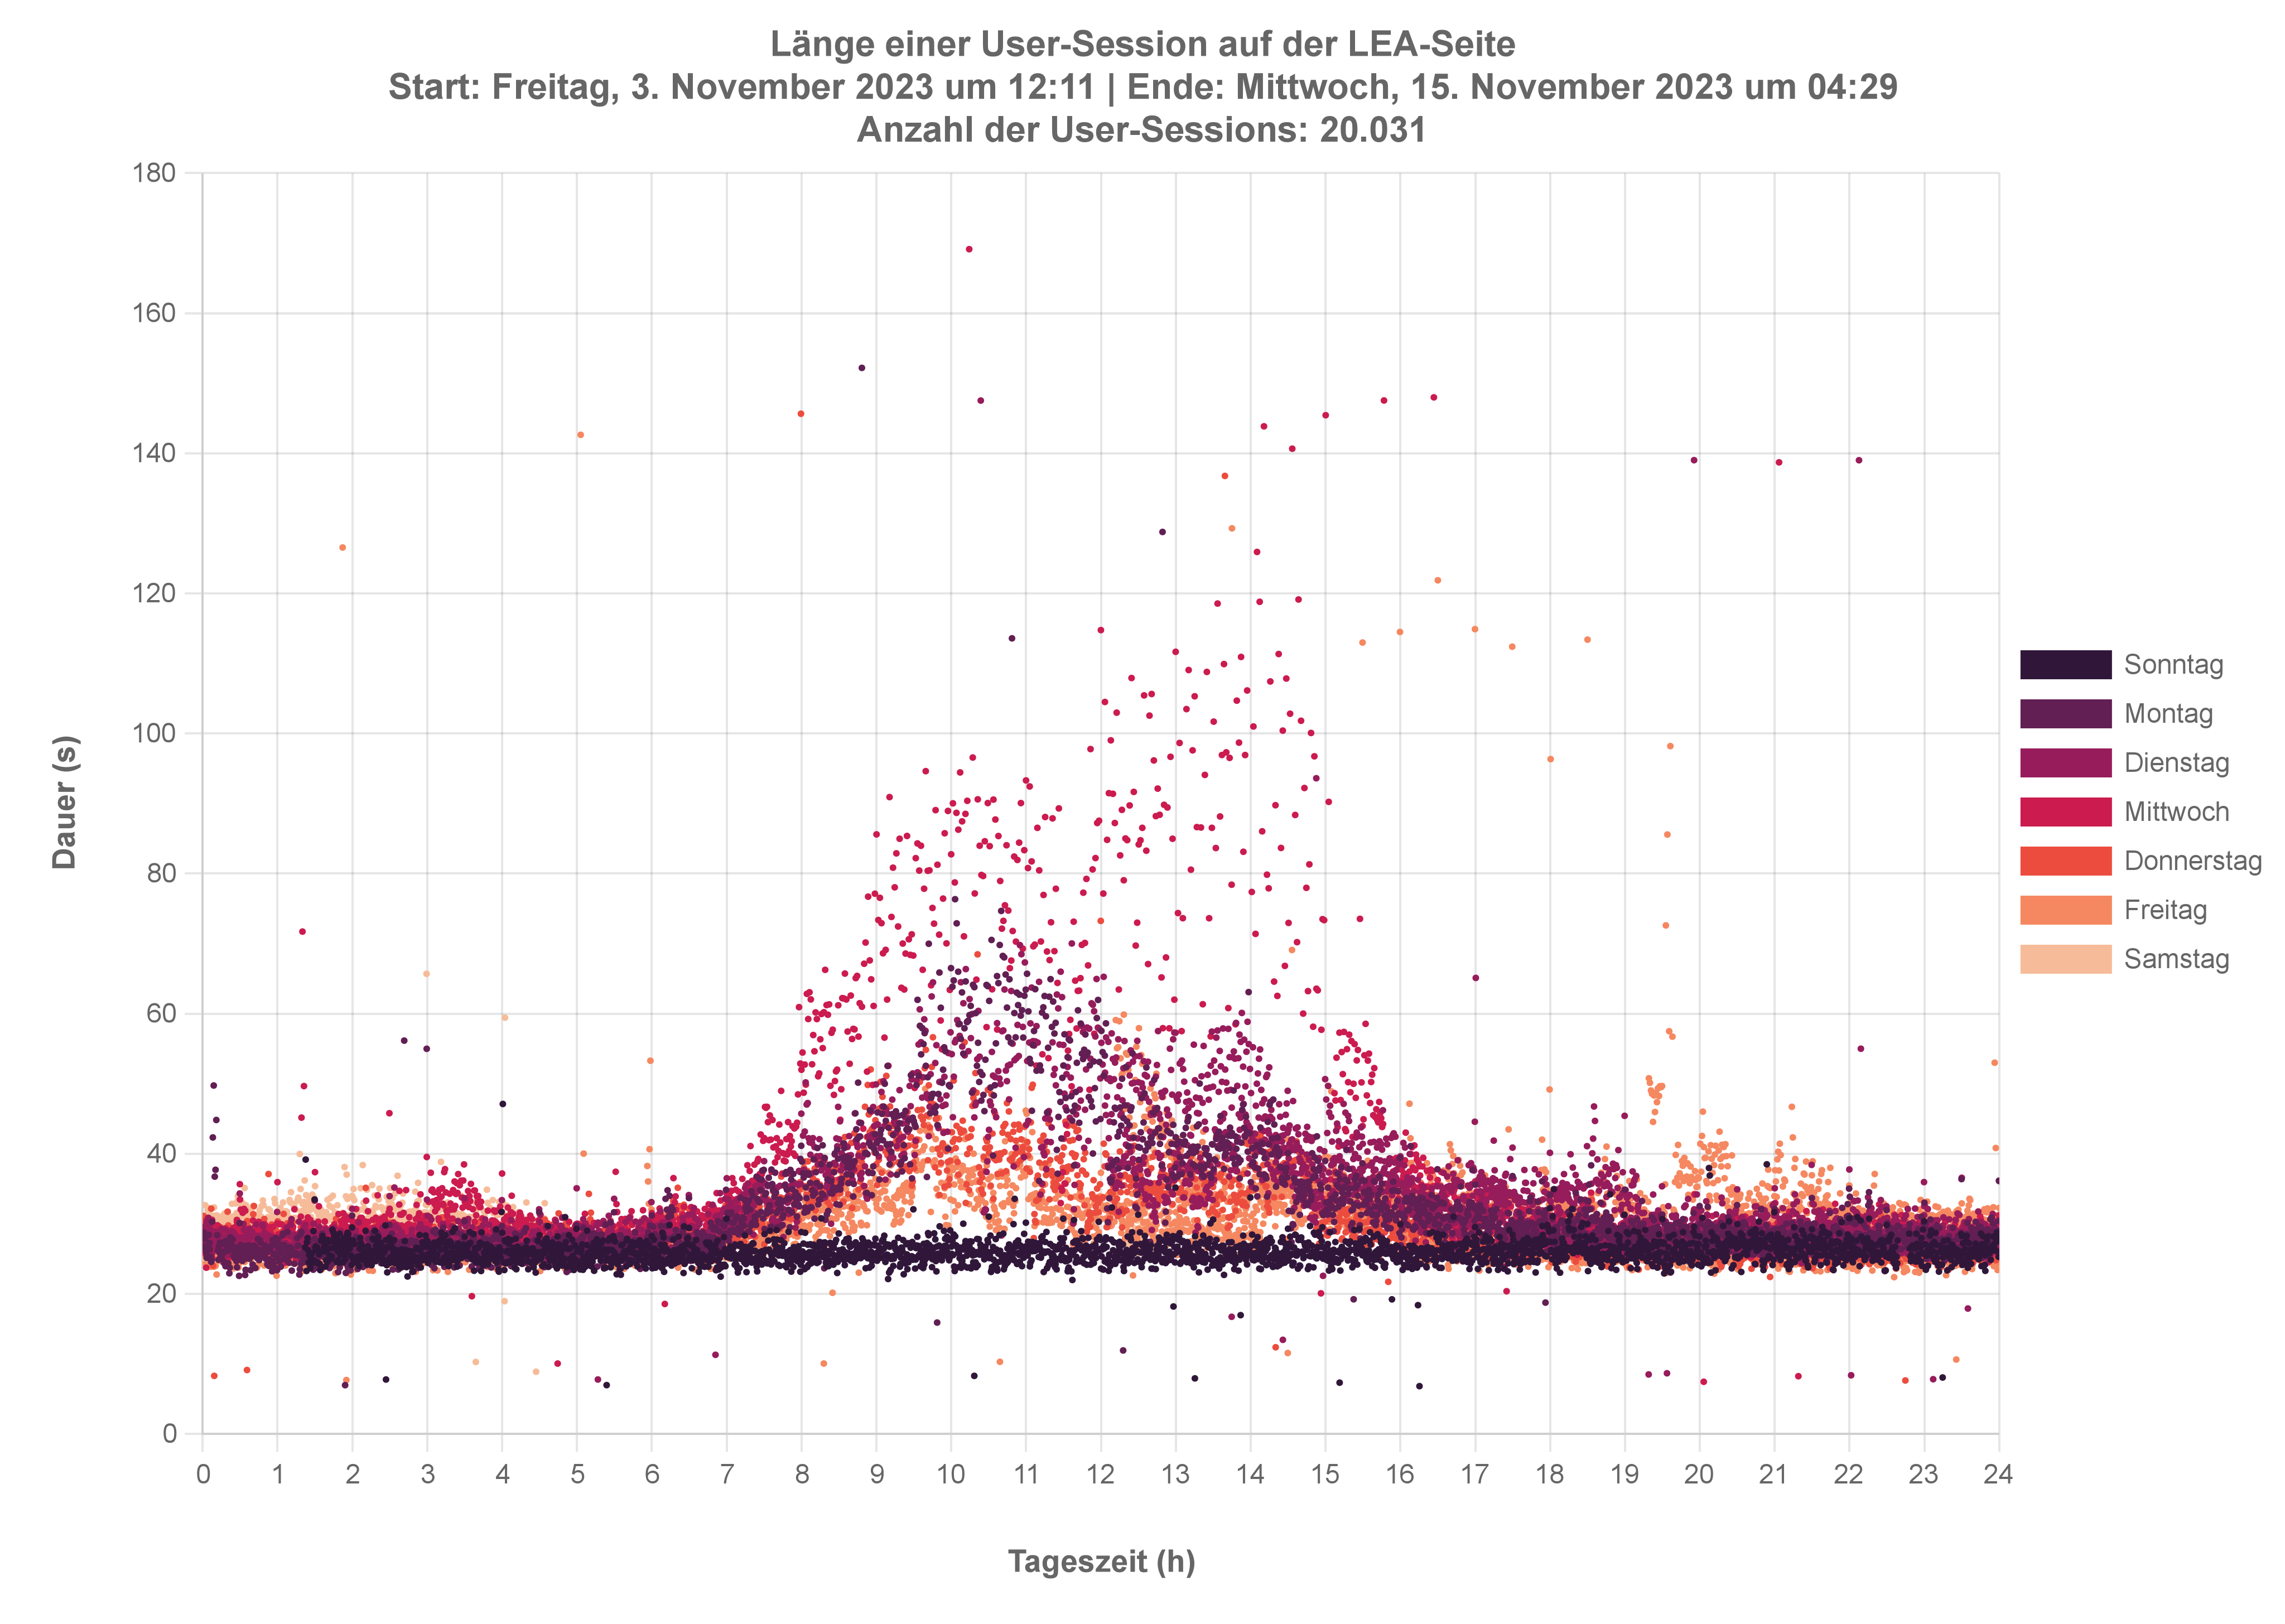 Länge einer User-Session auf der LEA-Seite
Start: Freitag, 3. November 2023 um 12:11 | Ende: Mittwoch, 15. November 2023 um 04:29
Anzahl der User-Sessions: 20.031
180
160
140
120
100
80
60
40
20
0
Dauer (s)
0 1 2 3 4 5 6 7 8 9 10 11 12 13 14 15 16 17 18 19 20 21 22 23 24
Tageszeit (h)
Sonntag
Montag
Dienstag
Mittwoch
Donnerstag
Freitag
Samstag